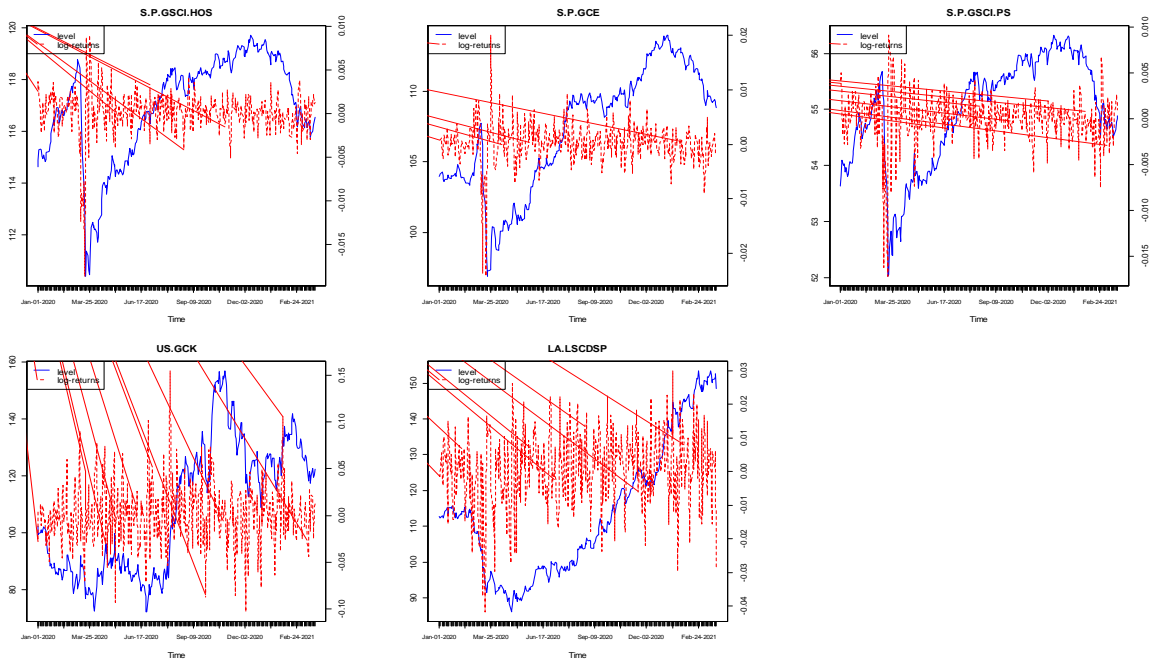 S.P.GSCI.HOS
level
log-returns
120
118
116
114
112
0.010
0.005
0.000
-0.005
-0.010
-0.015
Jan-01-2020 Mar-25-2020 Jun-17-2020 Sep-09-2020 Dec-02-2020 Feb-24-2021
Time
S.P.GCE
level
log-returns
110
105
100
0.02
0.01
0.00
-0.01
-0.02
Jan-01-2020 Mar-25-2020 Jun-17-2020 Sep-09-2020 Dec-02-2020 Feb-24-2021
Time
S.P.GSCI.PS
level
log-returns
56
55
54
53
52
0.010
0.005
0.000
-0.005
-0.010
-0.015
Jan-01-2020 Mar-25-2020 Jun-17-2020 Sep-09-2020 Dec-02-2020 Feb-24-2021
Time
US.GCK
level
log-returns
160
140
120
100
80
0.15
0.10
0.05
0.00
-0.05
-0.10
Jan-01-2020 Mar-25-2020 Jun-17-2020 Sep-09-2020 Dec-02-2020 Feb-24-2021
Time
LA.LSCDSP
level
log-returns
150
140
130
120
110
100
90
0.03
0.02
0.01
0.00
-0.01
-0.02
-0.03
-0.04
Jan-01-2020 Mar-25-2020 Jun-17-2020 Sep-09-2020 Dec-02-2020 Feb-24-2021
Time